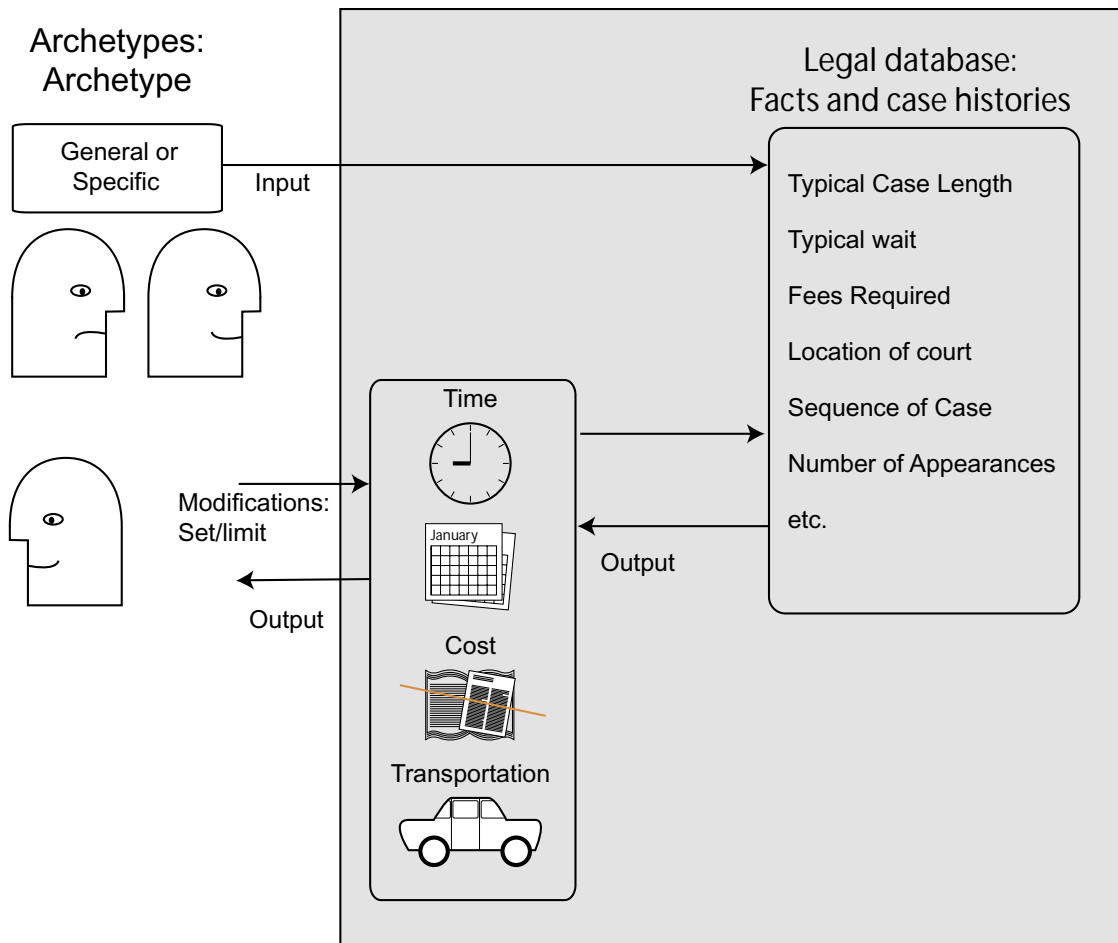 Archetypes:
Archetype
General or
Specific
Input
Legal database:
Facts and case histories
Typical Case Length
Typical wait
Fees Required
Location of court
Sequence of Case
Number of Appearances
etc.
Time
January
Cost
Transportation
Modifications:
Set/limit
Output
Output